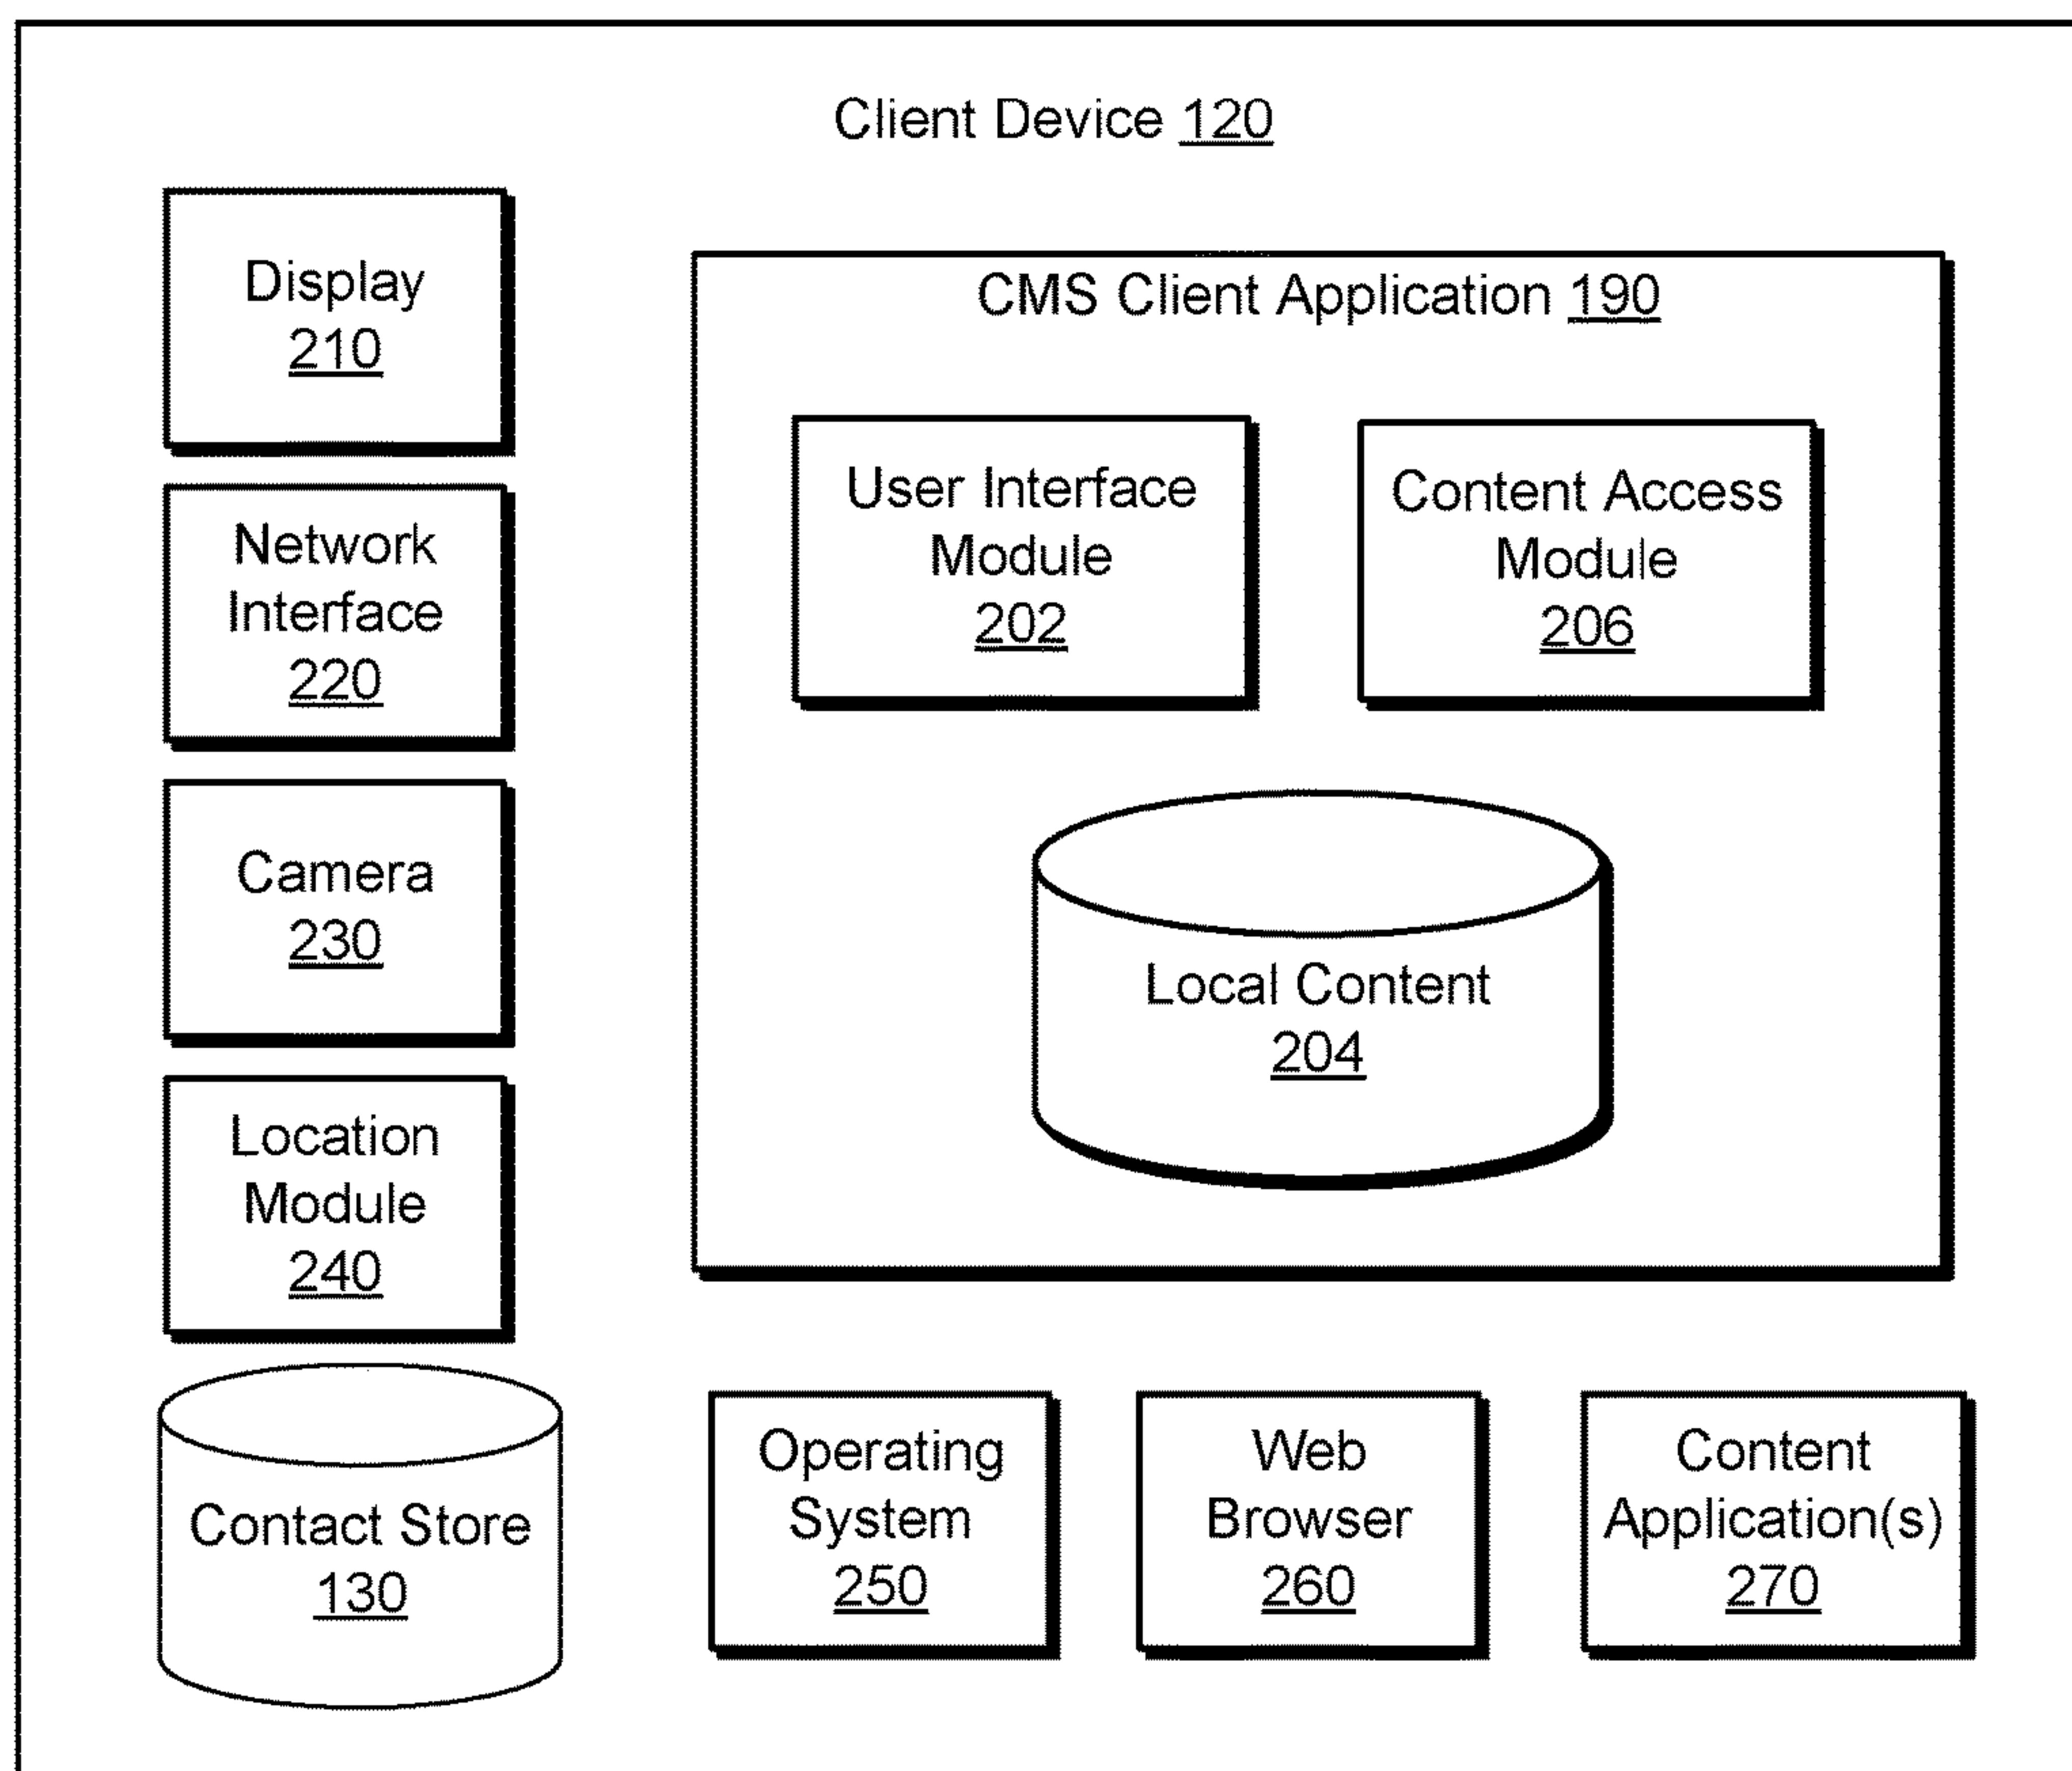 Client Device 120
Display
210
Network
Interface
220
Camera
230
Location
Module
240
Contact Store
130
CMS Client Application 190
User Interface
Module
202
Content Access
Module
206
Local Content
204
Operating
System
250
Web
Browser
260
Content
Application(s)
270